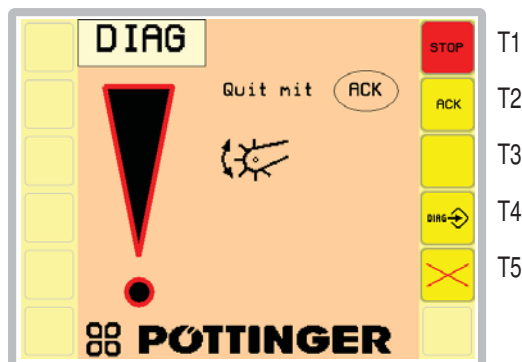 DIAG
STOP
T1
Quit mit ACK
ACK
T2
T3
DIAG
T4
T5
PÖTTINGER